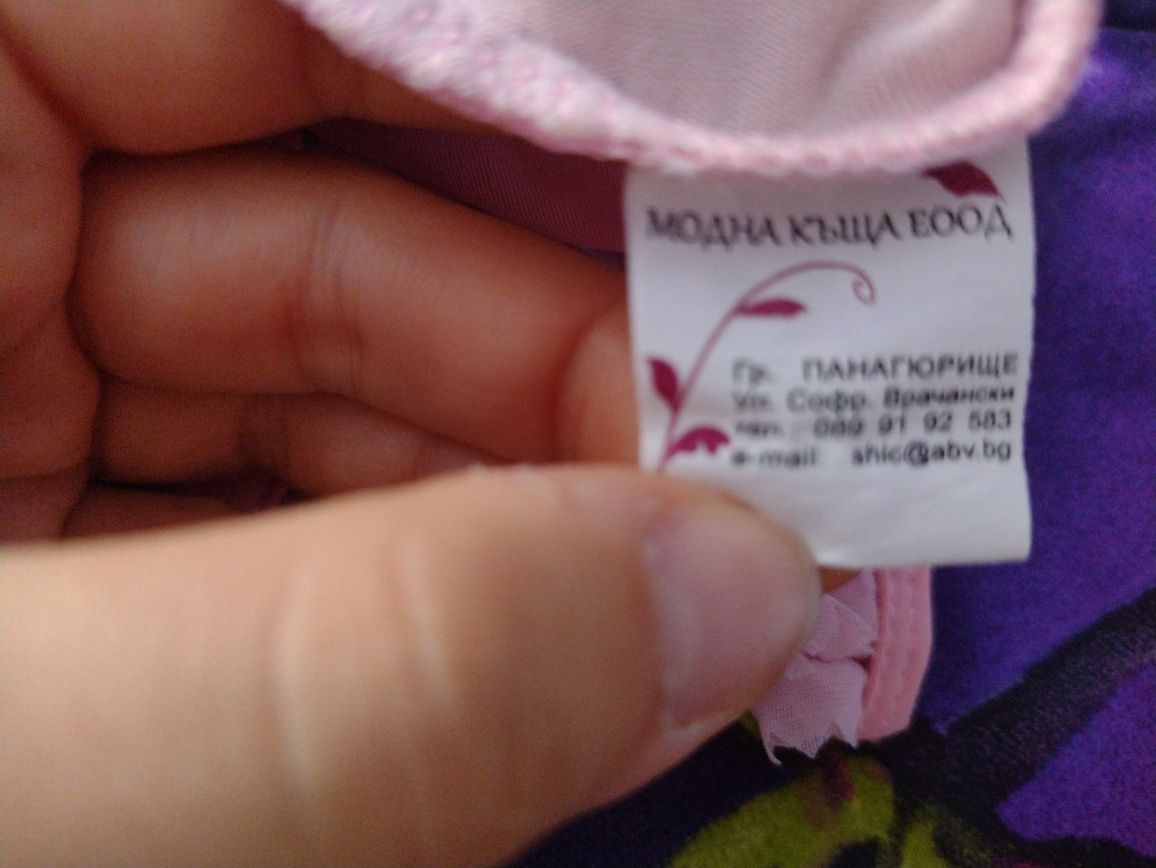 МОДНА КЪЩА ЕООД
Гр. ПАНАГЮРИЩЕ
Ул. Софр. Врачански
тел. 089 91 92 583
e-mail shic@abv.bg